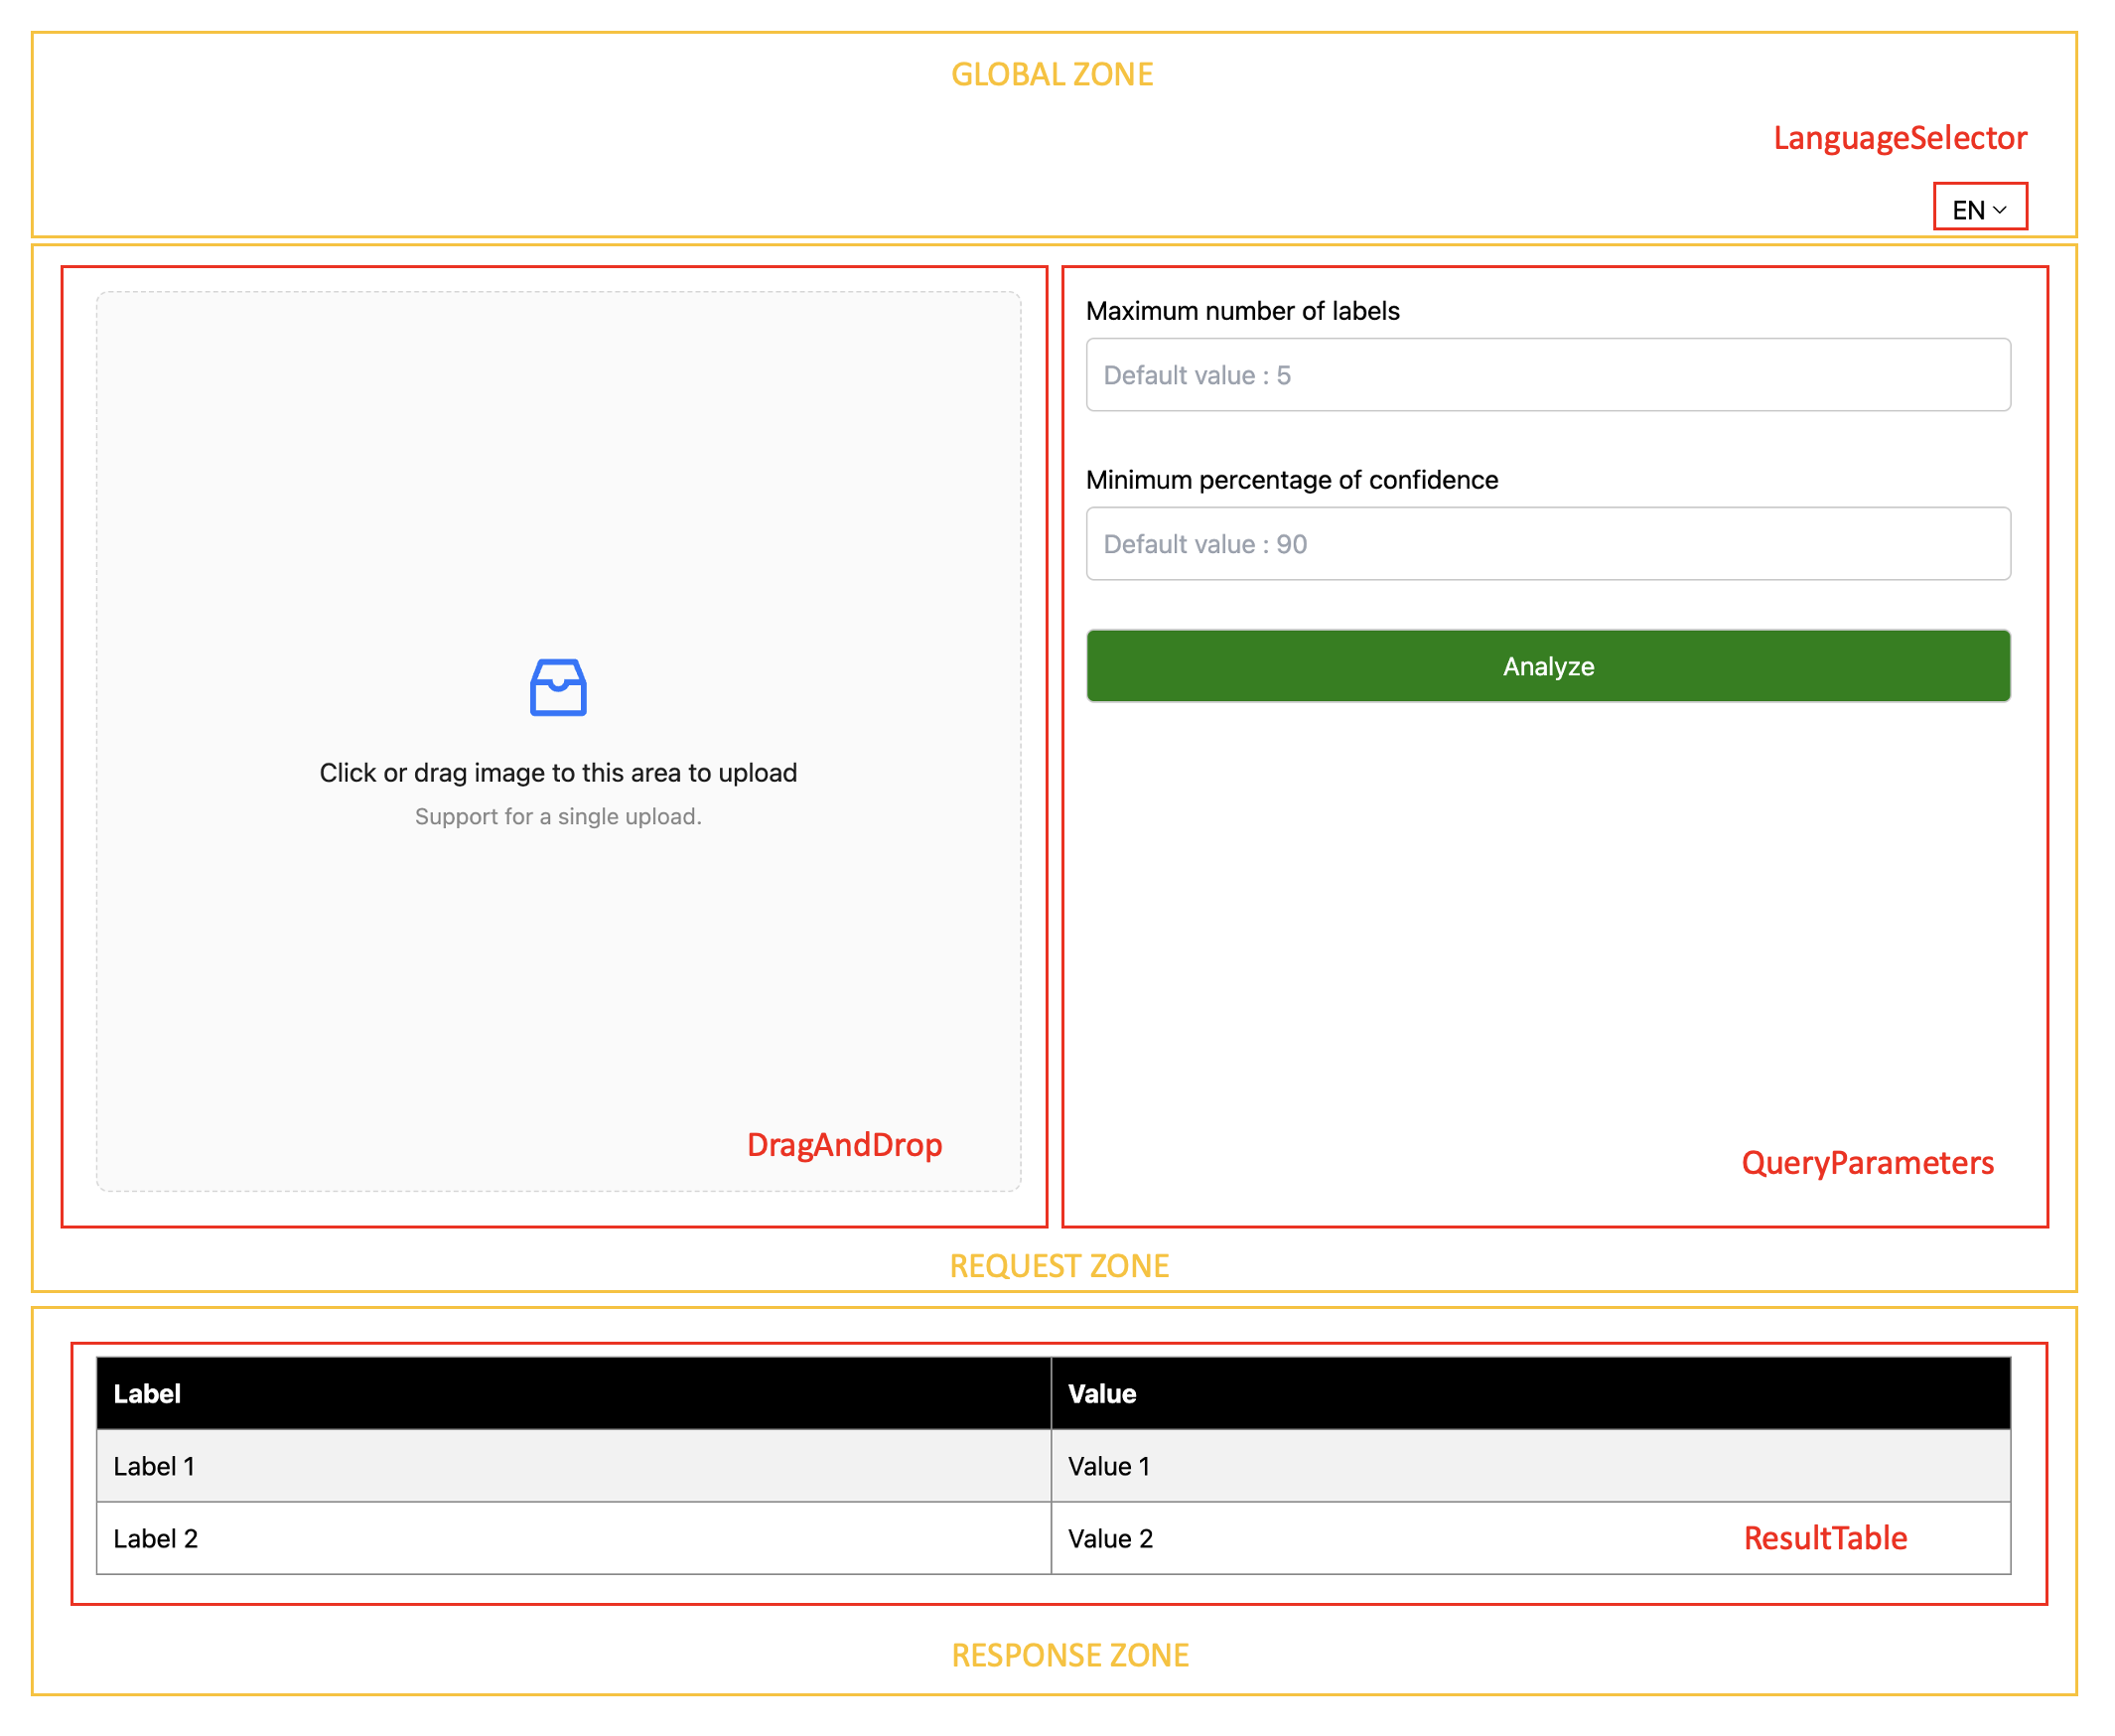 GLOBAL ZONE
LanguageSelector
EN
Maximum number of labels
Default value : 5
Minimum percentage of confidence
Default value : 90
Analyze
Click or drag image to this area to upload
Support for a single upload.
DragAndDrop
QueryParameters
REQUEST ZONE
Label Value
Label 1 Value 1
Label 2 Value 2 ResultTable
RESPONSE ZONE